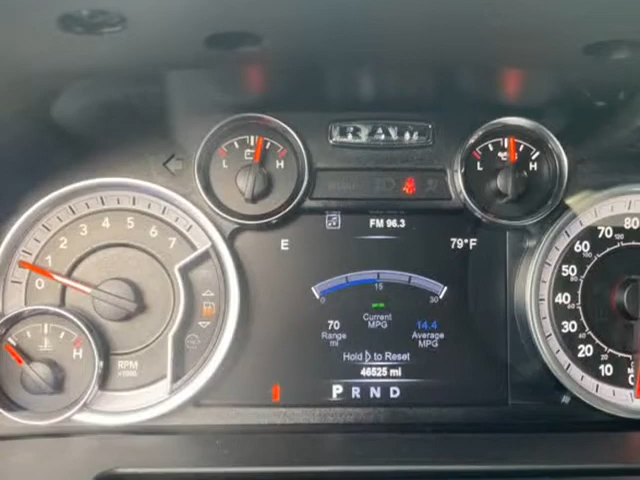 RAM
L H
L H
FM 96.3
E 79°F
0 1 2 3 4 5 6 7
RPM
x1000
H
0 15 30
Current
MPG
70
Range
mi
14.4
Average
MPG
Hold to Reset
46525 mi
P R N D
10 20 30 40 50 60 70 80